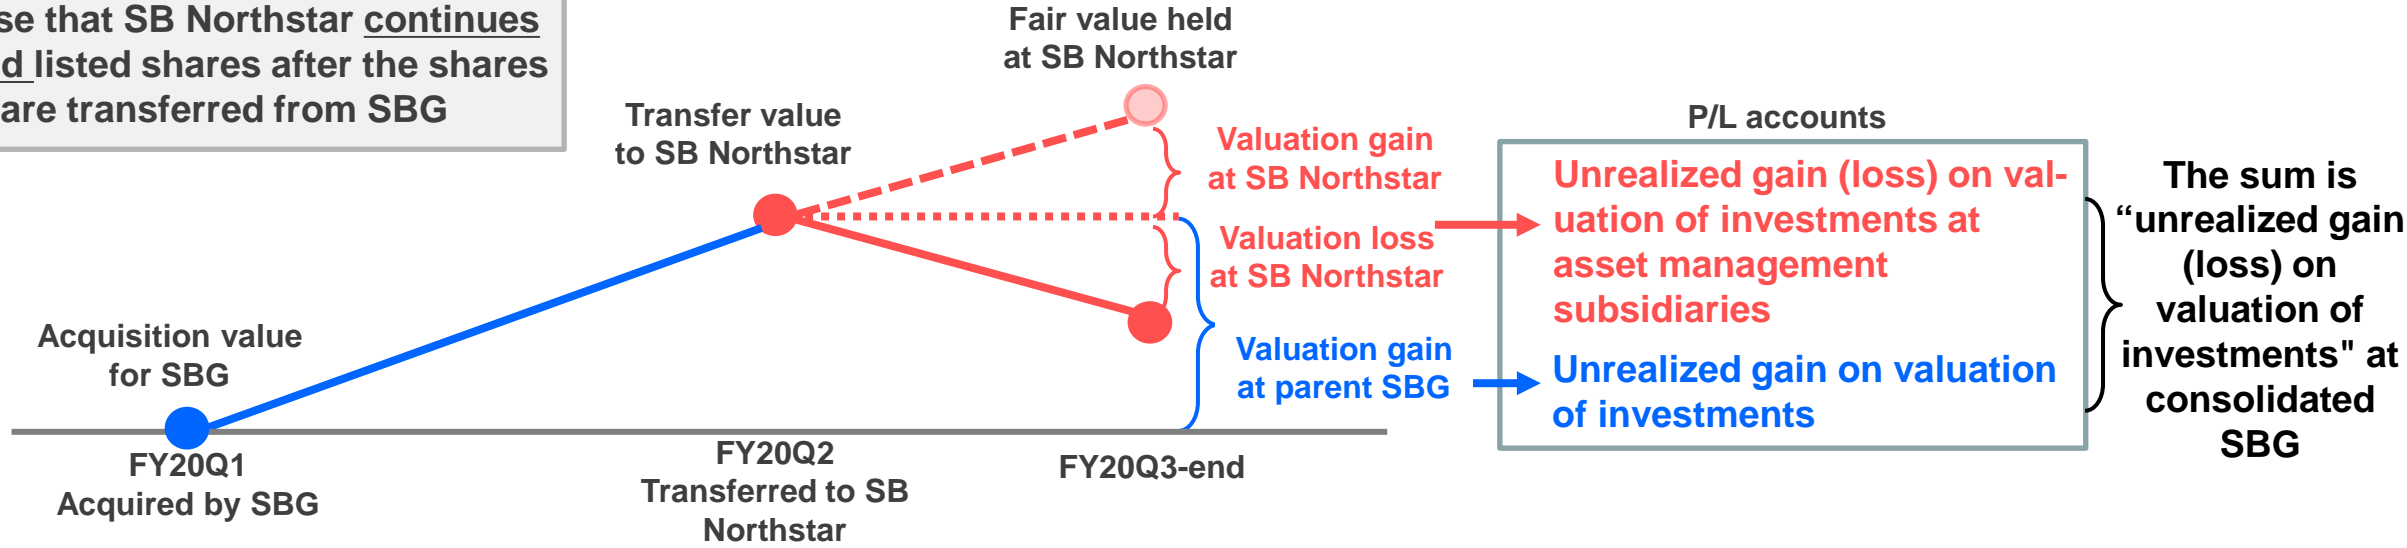 se that SB Northstar continues
d listed shares after the shares
are transferred from SBG
Fair value held
at SB Northstar
Transfer value
to SB Northstar
Valuation gain
at SB Northstar
Valuation loss
at SB Northstar
Acquisition value
for SBG
Valuation gain
at parent SBG
FY20Q1
Acquired by SBG
FY20Q2
Transferred to SB
Northstar
FY20Q3-end
P/L accounts
Unrealized gain (loss) on val-
uation of investments at
asset management
subsidiaries
Unrealized gain on valuation
of investments
The sum is
“unrealized gain
(loss) on
valuation of
investments" at
consolidated
SBG